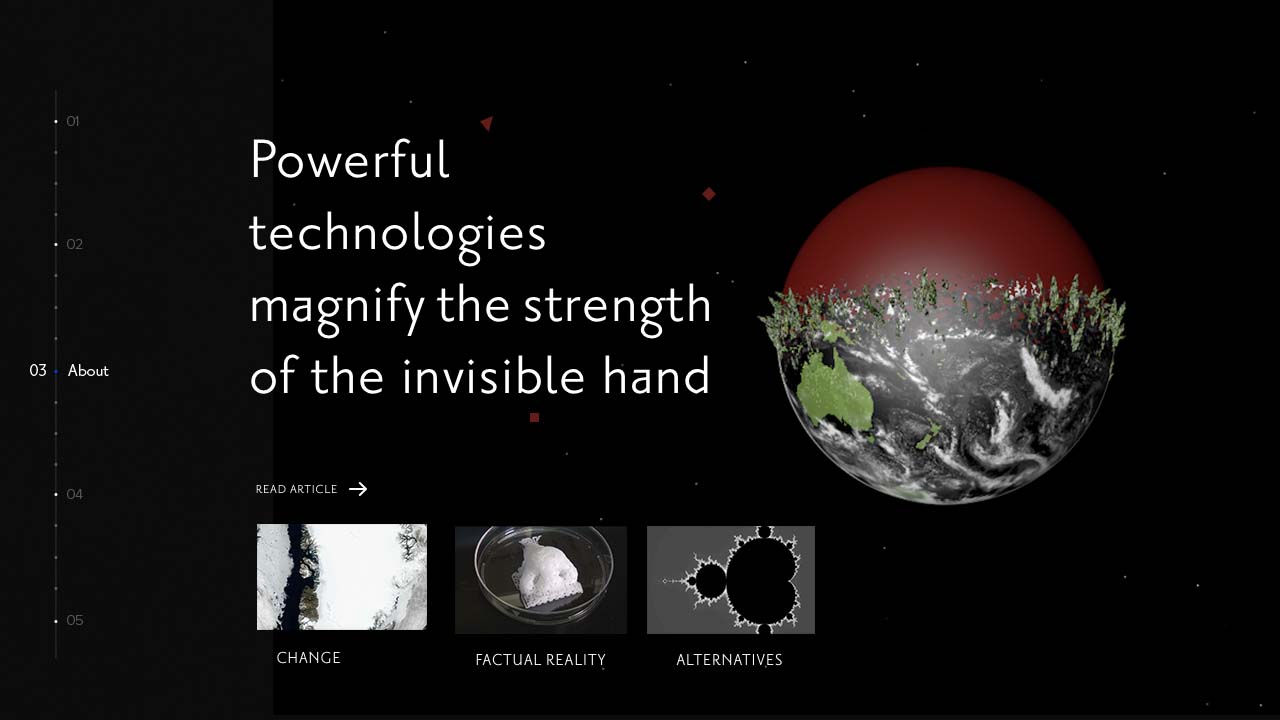 01
02
03 About
04
05
Powerful
technologies
magnify the strength
of the invisible hand
READ ARTICLE
CHANGE
FACTUAL REALITY
ALTERNATIVES